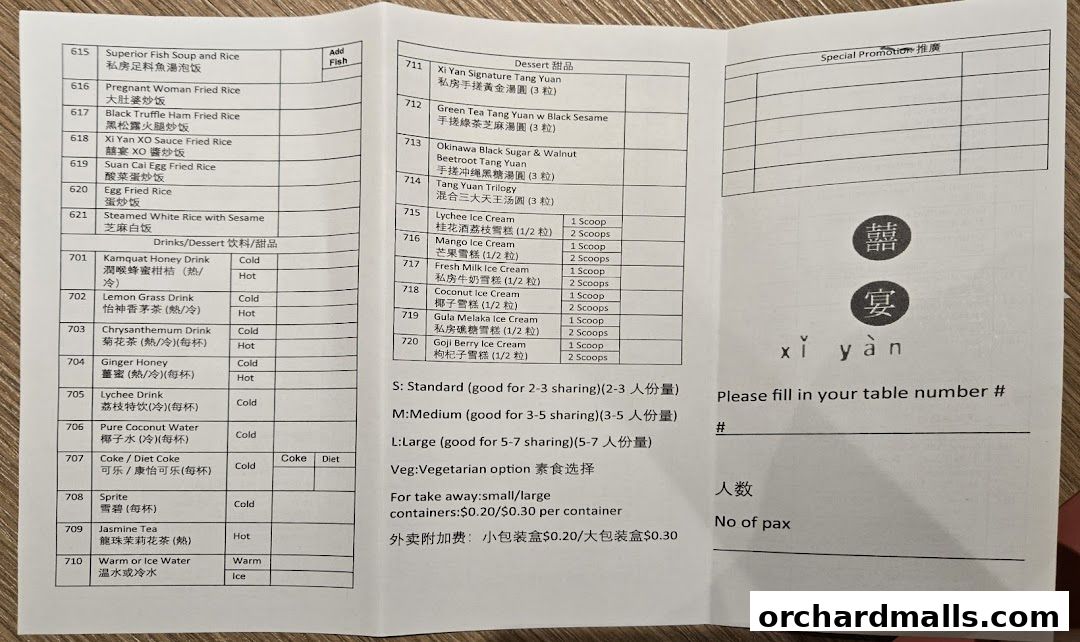 615 Superior Fish Soup and Rice Add Fish
私房足料魚湯泡饭
616 Pregnant Woman Fried Rice
大肚婆炒饭
617 Black Truffle Ham Fried Rice
黑松露火腿炒饭
618 Xi Yan XO Sauce Fried Rice
囍宴 XO 醬炒饭
619 Suan Cai Egg Fried Rice
酸菜蛋炒饭
620 Egg Fried Rice
蛋炒饭
621 Steamed White Rice with Sesame
芝麻白饭
Drinks/Dessert 饮料/甜品
701 Kamquat Honey Drink Cold
潤喉蜂蜜柑桔（热/冷） Hot
702 Lemon Grass Drink Cold
怡神香茅茶 (熱/冷) Hot
703 Chrysanthemum Drink Cold
菊花茶 (熱/冷)(每杯) Hot
704 Ginger Honey Cold
薑蜜 (熱/冷)(每杯) Hot
705 Lychee Drink Cold
荔枝特饮(冷)(每杯)
706 Pure Coconut Water Cold
椰子水 (冷)(每杯)
707 Coke / Diet Coke Cold Coke Diet
可乐 / 康怡可乐(每杯)
708 Sprite Cold
雪碧 (每杯)
709 Jasmine Tea Hot
龍珠茉莉花茶 (熱)
710 Warm or Ice Water Warm
温水或冷水 Ice
Dessert 甜品
711 Xi Yan Signature Tang Yuan
私房手搓黃金湯圓 (3 粒)
712 Green Tea Tang Yuan w Black Sesame
手搓綠茶芝麻湯圓 (3 粒)
713 Okinawa Black Sugar & Walnut
Beetroot Tang Yuan
手搓冲绳黑糖湯圓 (3 粒)
714 Tang Yuan Trilogy
混合三大天王汤圆 (3 粒)
715 Lychee Ice Cream 1 Scoop
桂花酒荔枝雪糕 (1/2 粒) 2 Scoops
716 Mango Ice Cream 1 Scoop
芒果雪糕 (1/2 粒) 2 Scoops
717 Fresh Milk Ice Cream 1 Scoop
私房牛奶雪糕 (1/2 粒) 2 Scoops
718 Coconut Ice Cream 1 Scoop
椰子雪糕 (1/2 粒) 2 Scoops
719 Gula Melaka Ice Cream 1 Scoop
私房礁糖雪糕 (1/2 粒) 2 Scoops
720 Goji Berry Ice Cream 1 Scoop
枸杞子雪糕 (1/2 粒) 2 Scoops
S: Standard (good for 2-3 sharing)(2-3 人份量)
M:Medium (good for 3-5 sharing)(3-5 人份量)
L:Large (good for 5-7 sharing)(5-7 人份量)
Veg:Vegetarian option 素食选择
For take away:small/large
containers:$0.20/$0.30 per container
外卖附加费： 小包装盒$0.20/大包装盒$0.30
Special Promotion 推廣
囍
宴
xǐ yàn
Please fill in your table number #
#
人数
No of pax
orchardmalls.com